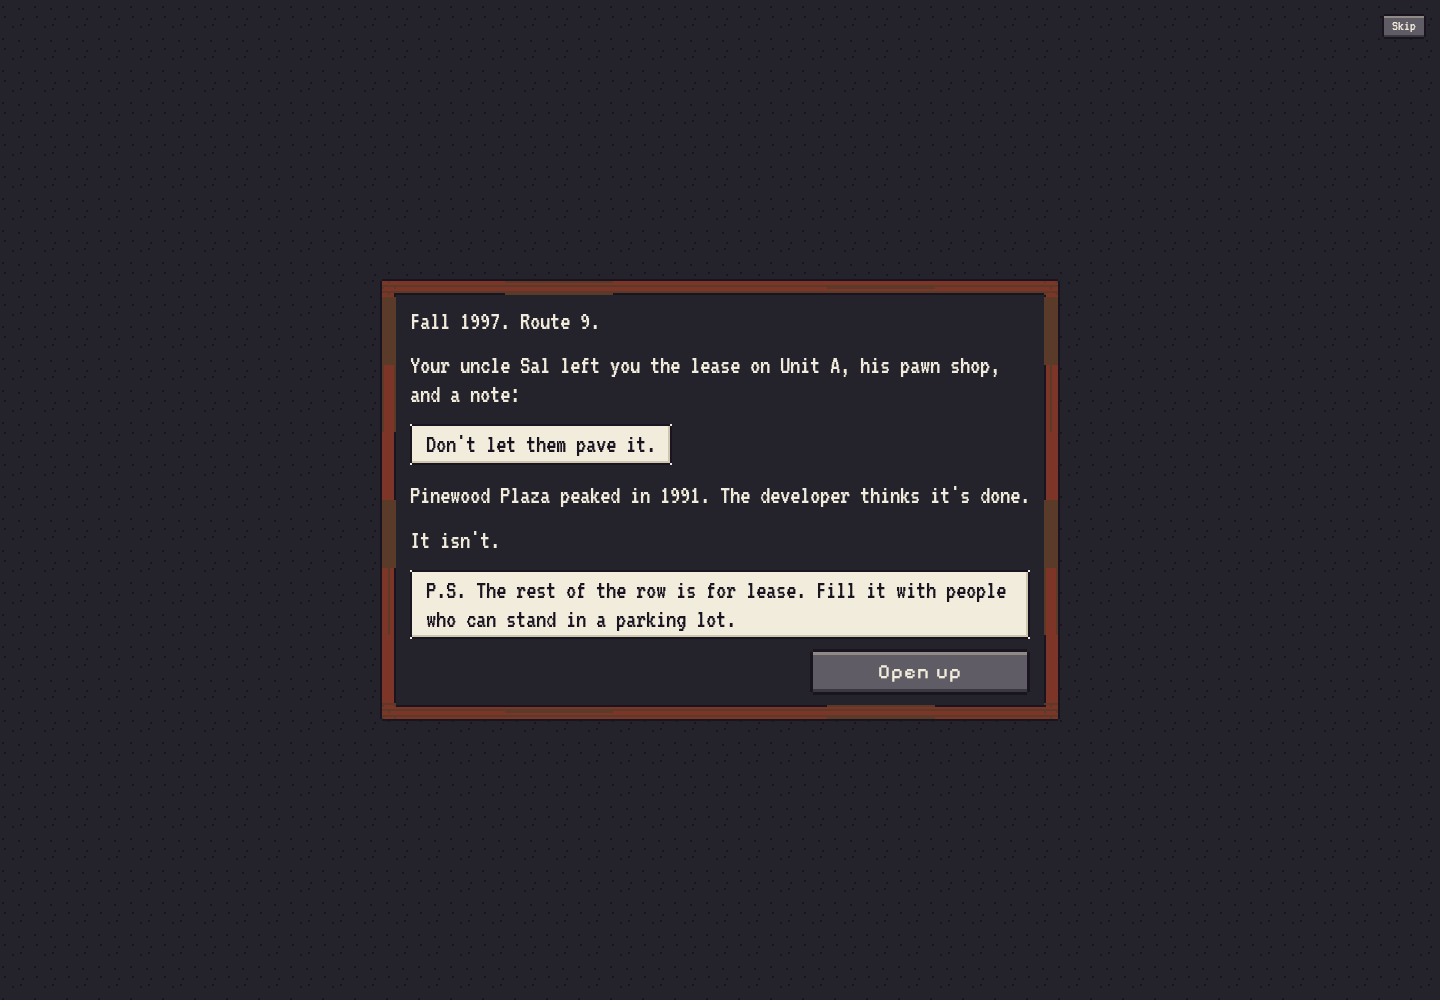 Skip
Fall 1997. Route 9.
Your uncle Sal left you the lease on Unit A, his pawn shop,
and a note:
Don't let them pave it.
Pinewood Plaza peaked in 1991. The developer thinks it's done.
It isn't.
P.S. The rest of the row is for lease. Fill it with people
who can stand in a parking lot.
Open up